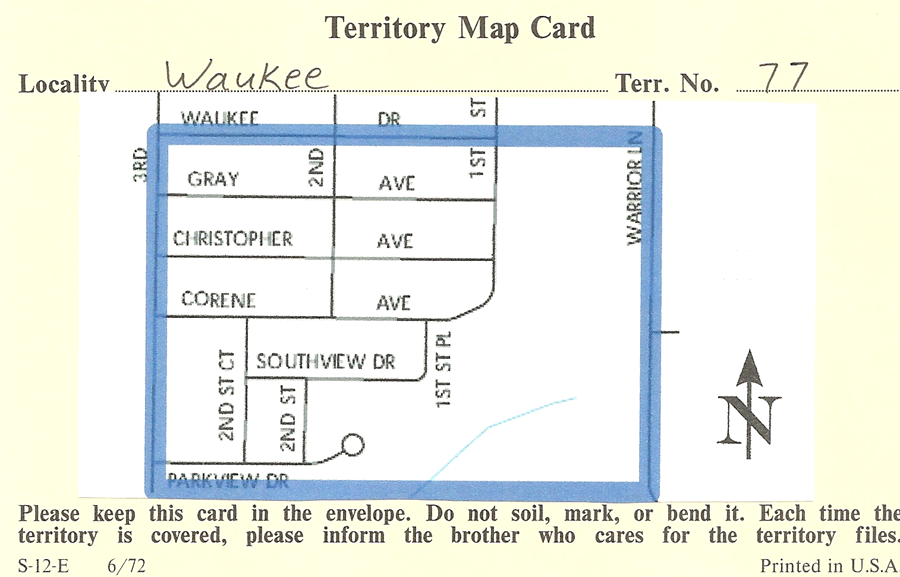 Territory Map Card
Locality Waukee Terr. No. 77
WAUKEE DR
1ST ST
3RD
2ND
WARRIOR LN
GRAY AVE
CHRISTOPHER AVE
CORENE AVE
SOUTHVIEW DR
1ST ST PL
2ND ST CT
2ND ST
N
PARKVIEW DR
Please keep this card in the envelope. Do not soil, mark, or bend it. Each time the
territory is covered, please inform the brother who cares for the territory files.
S-12-E 6/72 Printed in U.S.A.